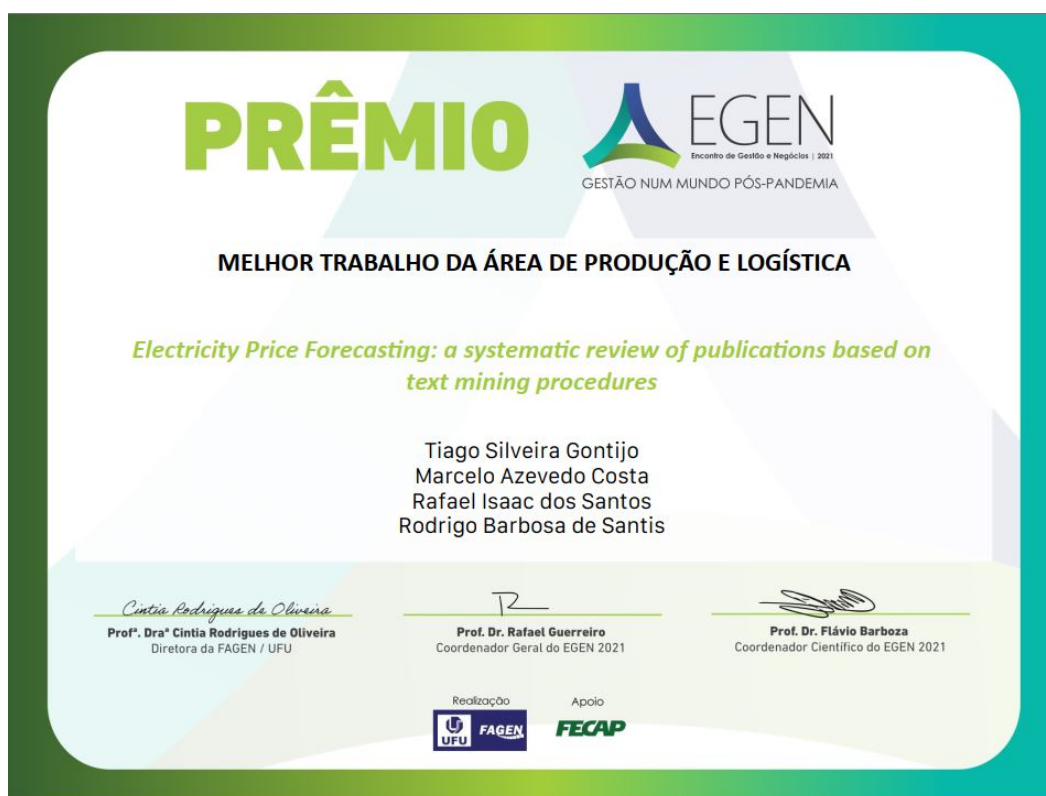 PRÊMIO
EGEN
Encontro de Gestão e Negócios | 2021
GESTÃO NUM MUNDO PÓS-PANDEMIA
MELHOR TRABALHO DA ÁREA DE PRODUÇÃO E LOGÍSTICA
Electricity Price Forecasting: a systematic review of publications based on
text mining procedures
Tiago Silveira Gontijo
Marcelo Azevedo Costa
Rafael Isaac dos Santos
Rodrigo Barbosa de Santis
Cintia Rodrigues de Oliveira
Profª. Draª Cintia Rodrigues de Oliveira
Diretora da FAGEN / UFU
Prof. Dr. Rafael Guerreiro
Coordenador Geral do EGEN 2021
Prof. Dr. Flávio Barboza
Coordenador Científico do EGEN 2021
Realização
UFU FAGEN
Apoio
FECAP